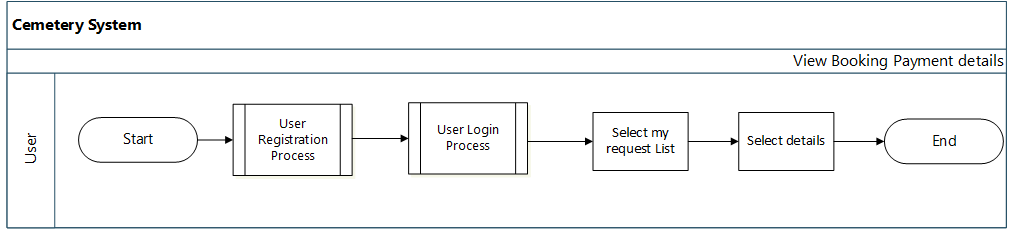 Cemetery System
View Booking Payment details
User
Start
User
Registration
Process
User Login
Process
Select my
request List
Select details
End